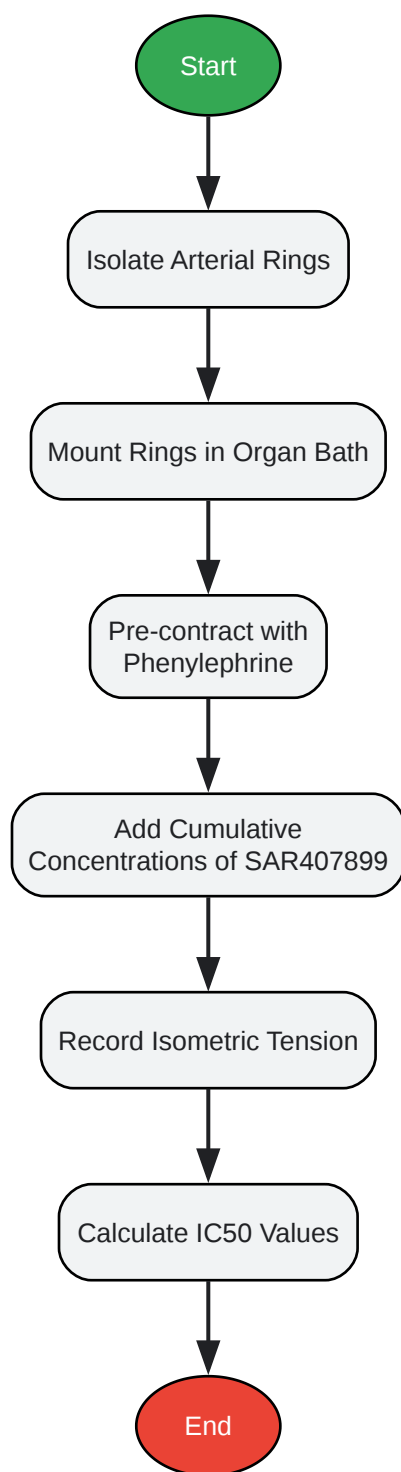 Start
Isolate Arterial Rings
Mount Rings in Organ Bath
Pre-contract with
Phenylephrine
Add Cumulative
Concentrations of SAR407899
Record Isometric Tension
Calculate IC50 Values
End